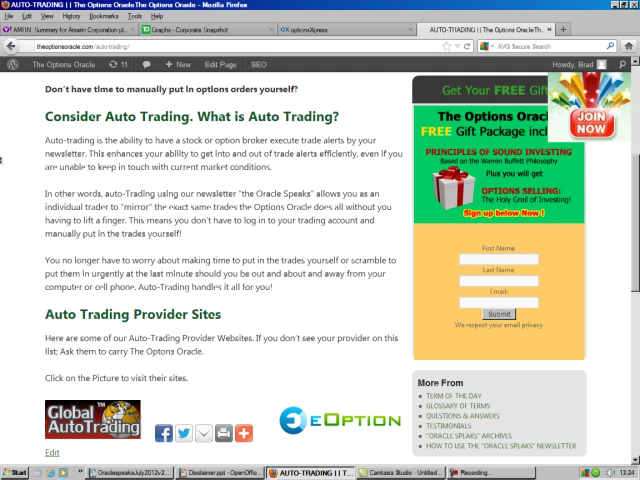 AUTO-TRADING | | The Options OracleThe Options Oracle - Mozilla Firefox
File Edit View History Bookmarks Tools Help
AMRN: Summary for Amarin Corporation pl
Graphs - Corporate Snapshot
optionsXpress
AUTO-TRADING | | The Options OracleTh...
theoptionsoracle.com/auto-trading/
AVG Secure Search
The Options Oracle 11 + New Edit Page SEO
Howdy, Brad
Don't have time to manually put in options orders yourself?
Consider Auto Trading. What is Auto Trading?
Auto-trading is the ability to have a stock or option broker execute trade alerts by your
newsletter. This enhances your ability to get into and out of trade alerts efficiently, even if you
are unable to keep in touch with current market conditions.
In other words, auto-Trading using our newsletter "the Oracle Speaks" allows you as an
individual trader to "mirror" the exact same trades the Options Oracle does all without you
having to lift a finger. This means you don't have to log in to your trading account and
manually put in the trades yourself!
You no longer have to worry about making time to put in the trades yourself or scramble to
put them in urgently at the last minute should you be out and about and away from your
computer or cell phone. Auto-Trading handles it all for you!
Auto Trading Provider Sites
Here are some of our Auto-Trading Provider Websites. If you don't see your provider on this
list; Ask them to carry The Optons Oracle.
Click on the Picture to visit their sites.
Global
AutoTrading
™
eOPTION
Edit
Get Your FREE Gif
JOIN
NOW
The Options Orac
FREE Gift Package inclu
PRINCIPLES OF SOUND INVESTING
Based on the Warren Buffett Philosophy
Plus you will get
OPTIONS SELLING:
The Holy Grail of Investing!
Sign up below Now !
First Name:
Last Name:
Email:
Submit
We respect your email privacy
More From
TERM OF THE DAY
GLOSSARY OF TERMS
QUESTIONS & ANSWERS
TESTIMONIALS
"ORACLE SPEAKS" ARCHIVES
HOW TO USE THE "ORACLE SPEAKS" NEWSLETTER
Start
OraclespeaksJuly2013v2....
Disclaimer.ppt - OpenOffic...
AUTO-TRADING | | T...
Camtasia Studio - Untitled...
Recording...
13:24